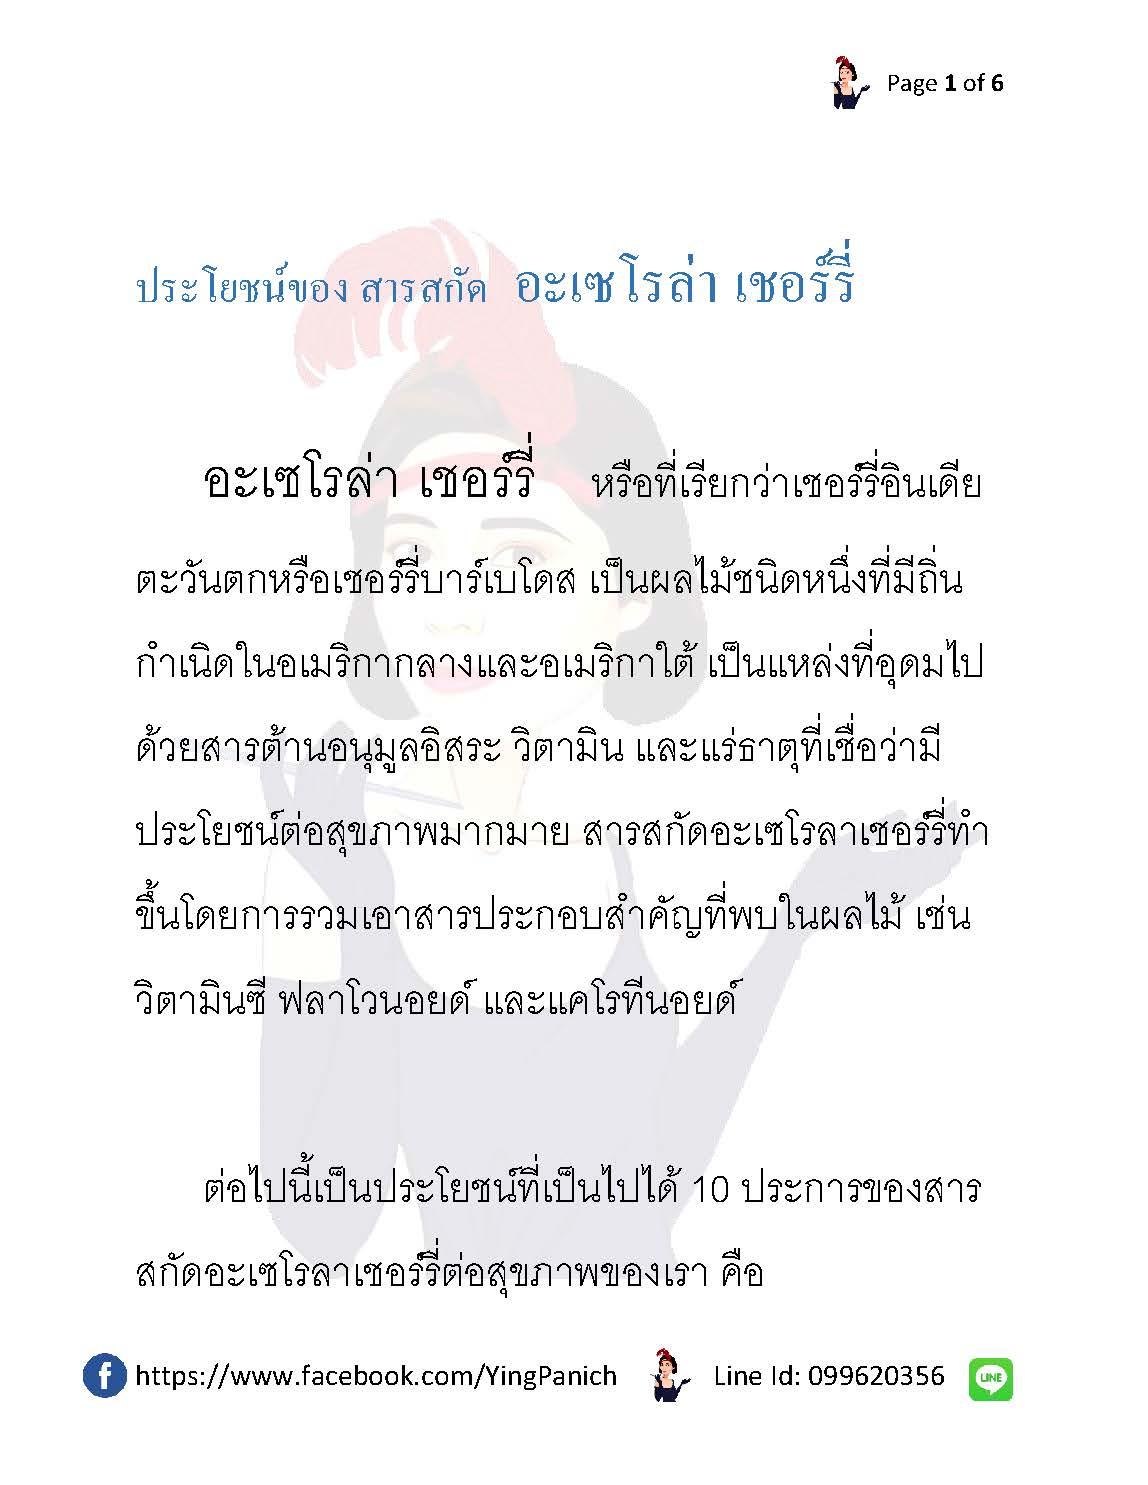 Page 1 of 6
ประโยชน์ของ สารสกัด อะเซโรล่า เชอร์รี่
อะเซโรล่า เชอร์รี่ หรือที่เรียกว่าเชอร์รี่อินเดีย
ตะวันตกหรือเชอร์รี่บาร์เบโดส เป็นผลไม้ชนิดหนึ่งที่มีถิ่น
กำเนิดในอเมริกากลางและอเมริกาใต้ เป็นแหล่งที่อุดมไป
ด้วยสารต้านอนุมูลอิสระ วิตามิน และแร่ธาตุที่เชื่อว่ามี
ประโยชน์ต่อสุขภาพมากมาย สารสกัดอะเซโรลาเชอร์รี่ทำ
ขึ้นโดยการรวมเอาสารประกอบสำคัญที่พบในผลไม้ เช่น
วิตามินซี ฟลาโวนอยด์ และแคโรทีนอยด์
ต่อไปนี้เป็นประโยชน์ที่เป็นไปได้ 10 ประการของสาร
สกัดอะเซโรลาเชอร์รี่ต่อสุขภาพของเรา คือ
https://www.facebook.com/YingPanich Line Id: 099620356 LINE